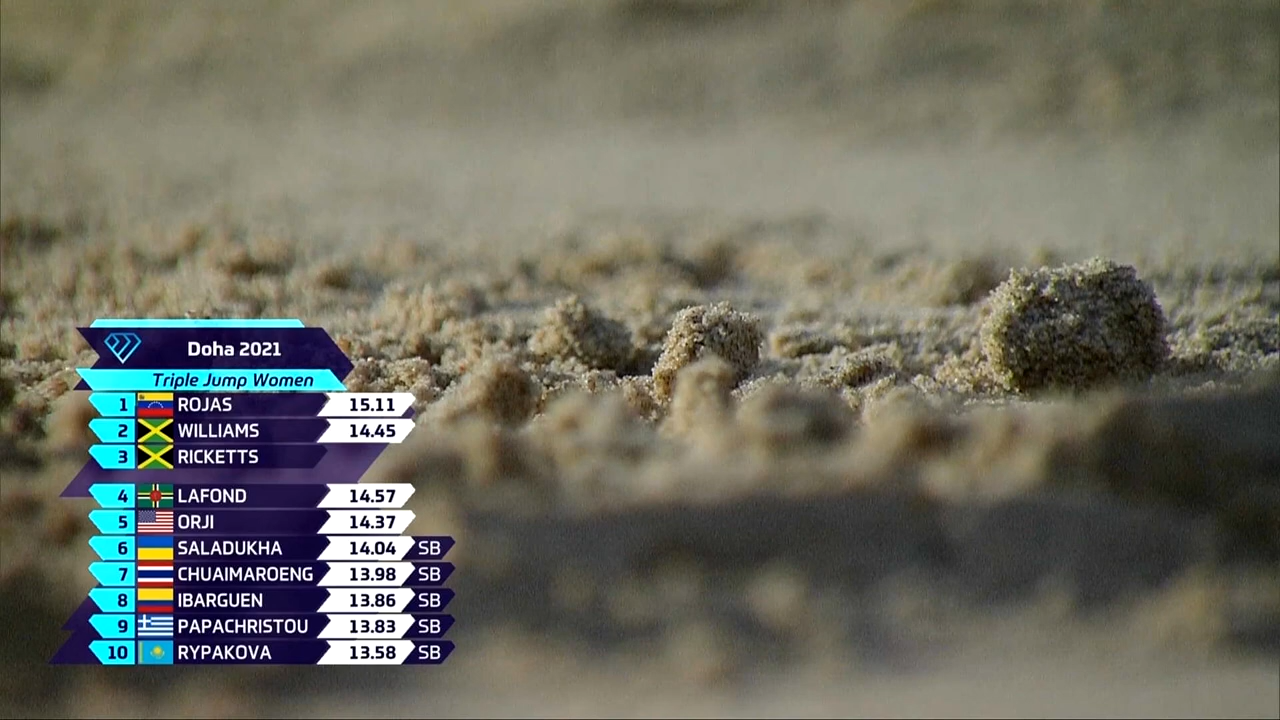 Doha 2021
Triple Jump Women
1 ROJAS 15.11
2 WILLIAMS 14.45
3 RICKETTS
4 LAFOND 14.57
5 ORJI 14.37
6 SALADUKHA 14.04 SB
7 CHUAIMAROENG 13.98 SB
8 IBARGUEN 13.86 SB
9 PAPACHRISTOU 13.83 SB
10 RYPAKOVA 13.58 SB